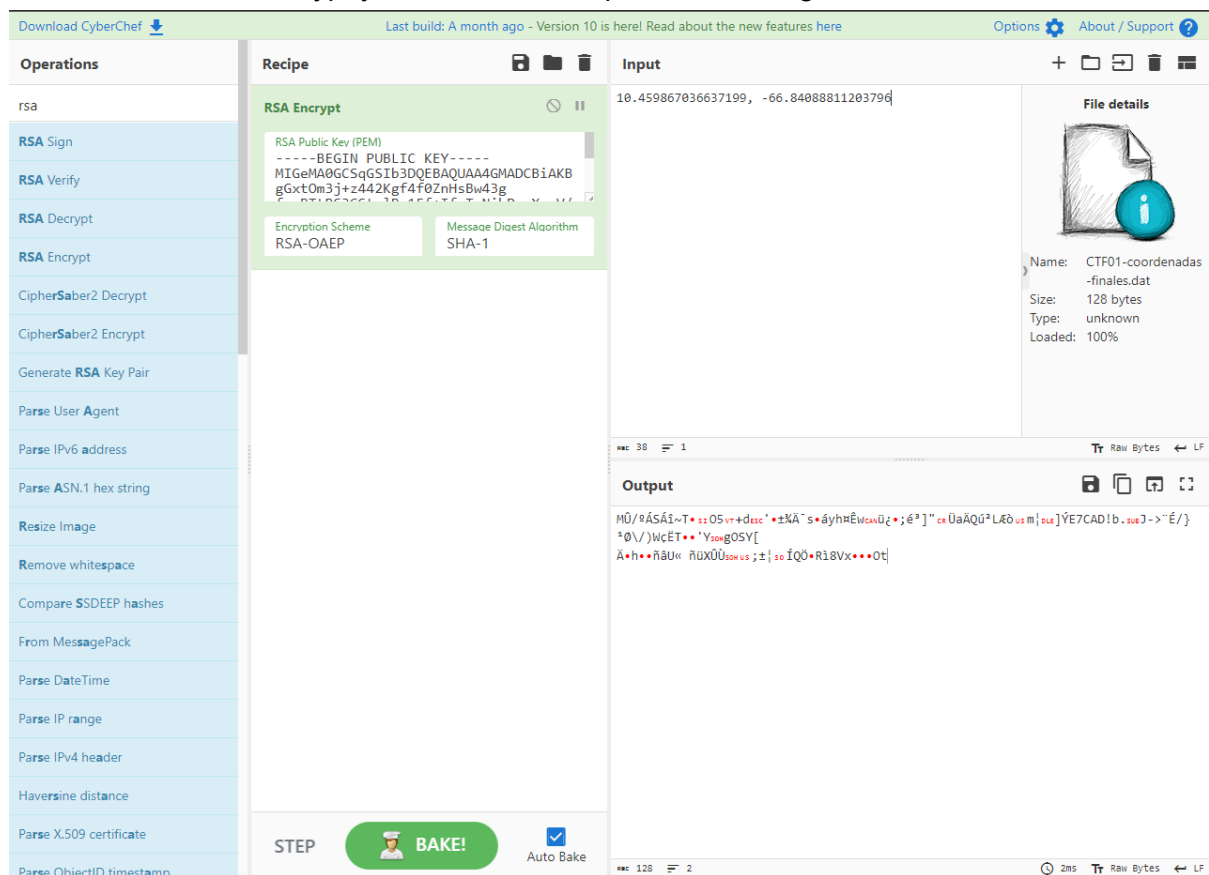 Download CyberChef
Last build: A month ago - Version 10 is here! Read about the new features here
Options
About / Support
Operations
rsa
RSA Sign
RSA Verify
RSA Decrypt
RSA Encrypt
CipherSaber2 Decrypt
CipherSaber2 Encrypt
Generate RSA Key Pair
Parse User Agent
Parse IPv6 address
Parse ASN.1 hex string
Resize Image
Remove whitespace
Compare SSDEEP hashes
From MessagePack
Parse DateTime
Parse IP range
Parse IPv4 header
Haversine distance
Parse X.509 certificate
Parse ObjectID timestamp
Recipe
RSA Encrypt
RSA Public Key (PEM)
-----BEGIN PUBLIC KEY-----
MIGeMA0GCSqGSIb3DQEBAQUAA4GMADCBiAKB
gGxtOm3j+z442Kgf4f0ZnHsBw43g
Encryption Scheme
RSA-OAEP
Message Digest Algorithm
SHA-1
STEP
BAKE!
Auto Bake
Input
10.459867036637199, -66.84088811203796
File details
Name: CTF01-coordenadas
-finales.dat
Size: 128 bytes
Type: unknown
Loaded: 100%
38 1
Raw Bytes LF
Output
128 2
2ms Raw Bytes LF